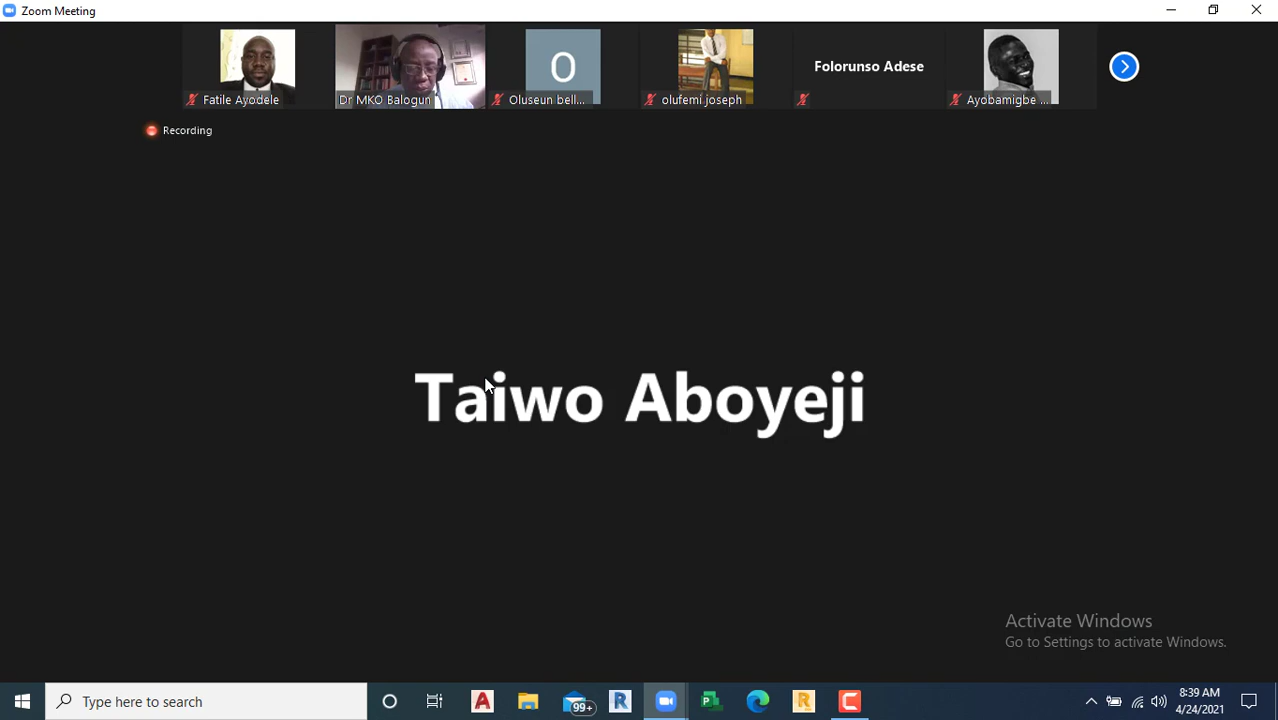 Zoom Meeting
Fatile Ayodele
Dr MKO Balogun
O
Oluseun bell...
olufemi joseph
Folorunso Adese
Ayobamigbe ...
Recording
Taiwo Aboyeji
Activate Windows
Go to Settings to activate Windows.
Type here to search
A
99+
R
P
R
C
8:39 AM
4/24/2021